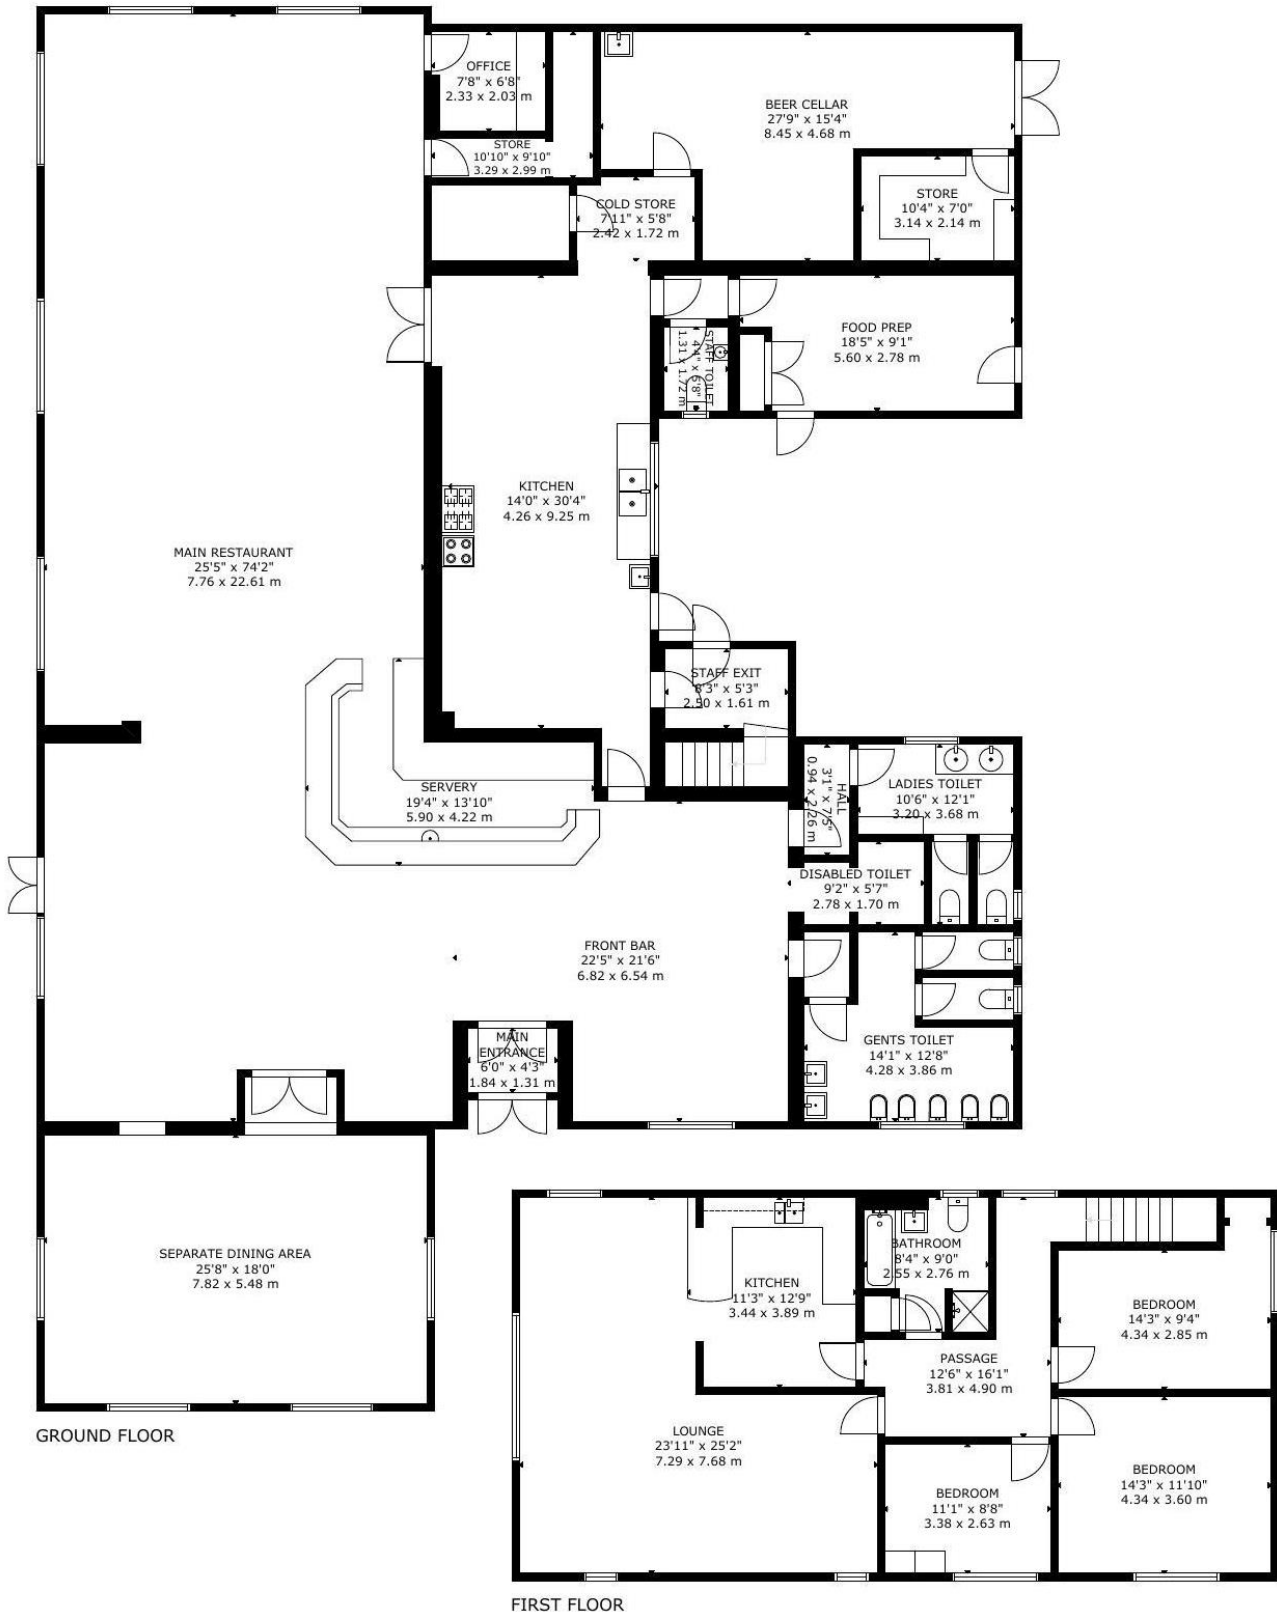 OFFICE
7'8" x 6'8"
2.33 x 2.03 m
STORE
10'10" x 9'10"
3.29 x 2.99 m
BEER CELLAR
27'9" x 15'4"
8.45 x 4.68 m
COLD STORE
7'11" x 5'8"
2.42 x 1.72 m
STORE
10'4" x 7'0"
3.14 x 2.14 m
FOOD PREP
18'5" x 9'1"
5.60 x 2.78 m
STAFF TOILET
4'4" x 5'8"
1.31 x 1.72 m
KITCHEN
14'0" x 30'4"
4.26 x 9.25 m
MAIN RESTAURANT
25'5" x 74'2"
7.76 x 22.61 m
STAFF EXIT
8'3" x 5'3"
2.50 x 1.61 m
SERVERY
19'4" x 13'10"
5.90 x 4.22 m
HALL
3'1" x 7'5"
0.94 x 2.26 m
LADIES TOILET
10'6" x 12'1"
3.20 x 3.68 m
DISABLED TOILET
9'2" x 5'7"
2.78 x 1.70 m
FRONT BAR
22'5" x 21'6"
6.82 x 6.54 m
MAIN
ENTRANCE
6'0" x 4'3"
1.84 x 1.31 m
GENTS TOILET
14'1" x 12'8"
4.28 x 3.86 m
SEPARATE DINING AREA
25'8" x 18'0"
7.82 x 5.48 m
GROUND FLOOR
KITCHEN
11'3" x 12'9"
3.44 x 3.89 m
BATHROOM
8'4" x 9'0"
2.55 x 2.76 m
BEDROOM
14'3" x 9'4"
4.34 x 2.85 m
PASSAGE
12'6" x 16'1"
3.81 x 4.90 m
LOUNGE
23'11" x 25'2"
7.29 x 7.68 m
BEDROOM
11'1" x 8'8"
3.38 x 2.63 m
BEDROOM
14'3" x 11'10"
4.34 x 3.60 m
FIRST FLOOR